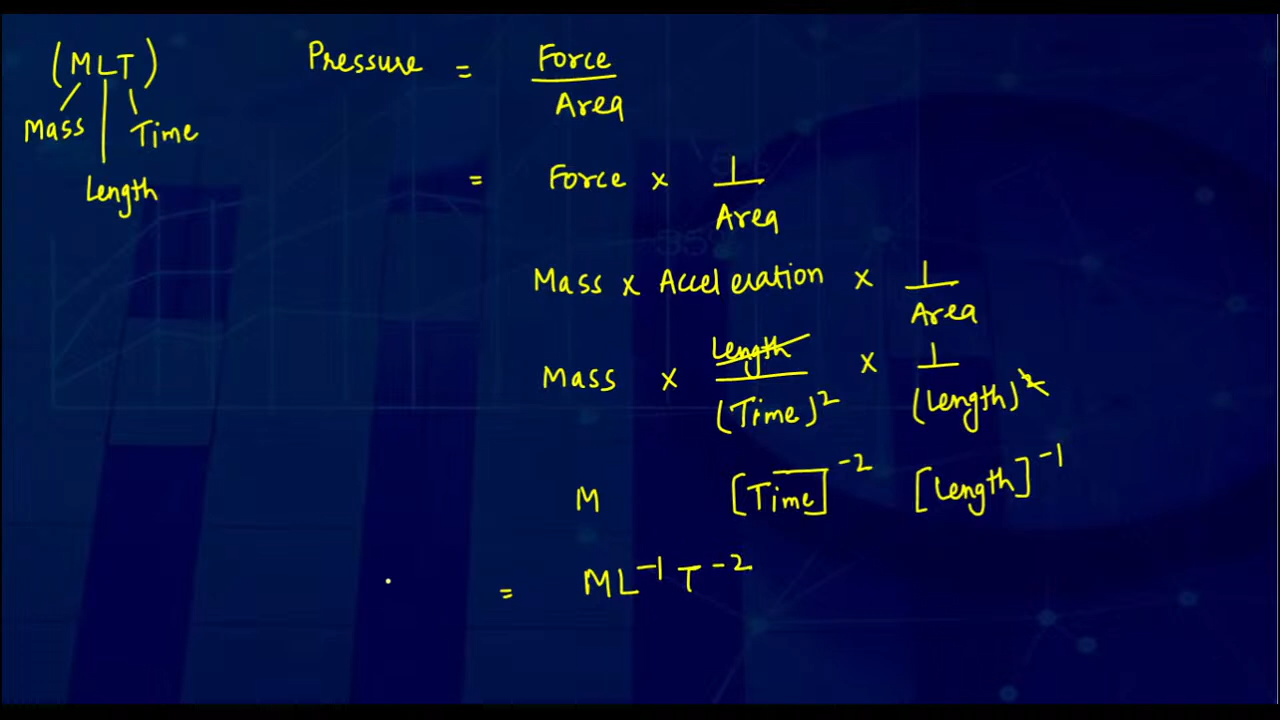 (MLT)
Mass Time
Length
Pressure = Force / Area
= Force × 1 / Area
Mass × Acceleration × 1 / Area
Mass × Length / (Time)² × 1 / (Length)²
M [Time]⁻² [Length]⁻¹
= ML⁻¹ T⁻²